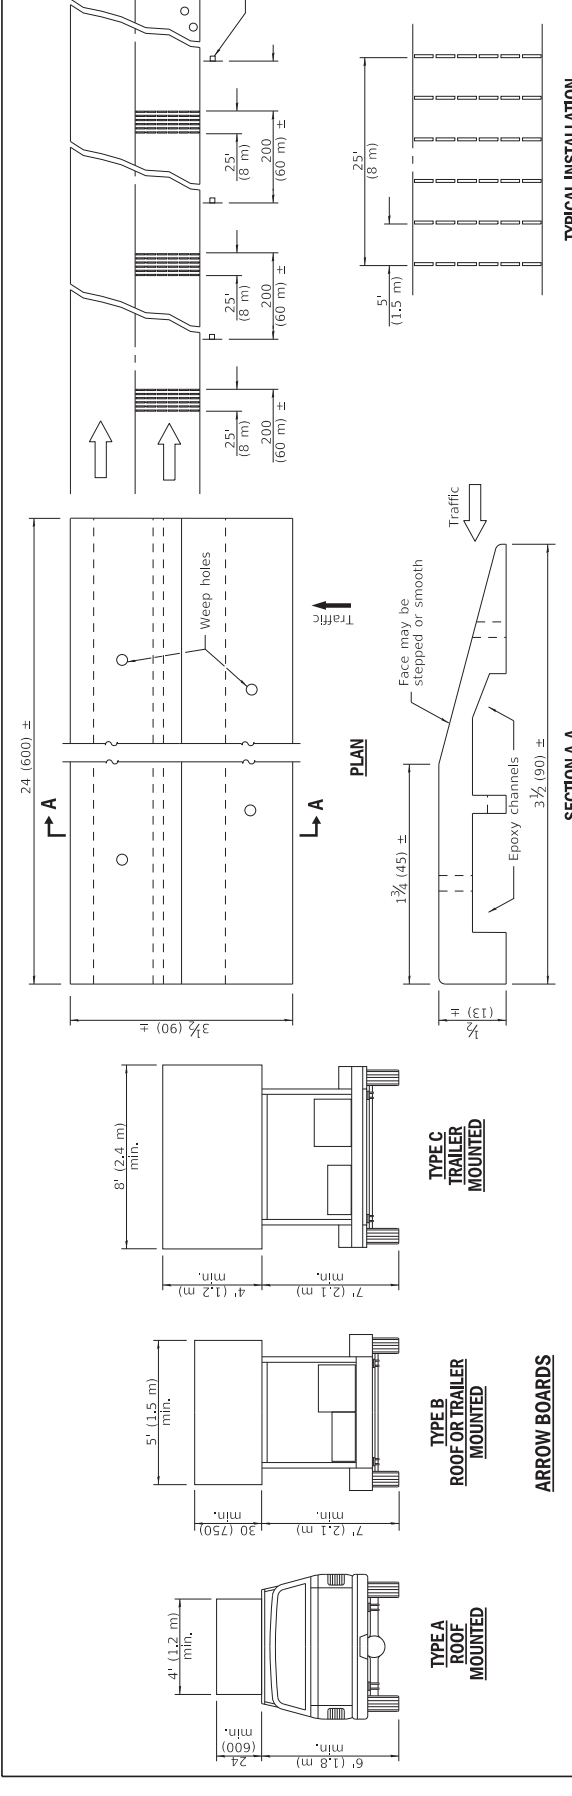 25'
(8 m)
200
(60 m) ±
25'
(8 m)
200
(60 m) ±
25'
(8 m)
200
(60 m) ±
25'
(8 m)
5'
(1.5 m)
TYPICAL INSTALLATION
24 (600) ±
A
A
3½ (90) ±
Weep holes
Traffic
PLAN
Traffic
Face may be
stepped or smooth
1¾ (45) ±
Epoxy channels
3½ (90) ±
½
(13) ±
SECTION A-A
8' (2.4 m)
min.
4' (1.2 m)
min.
7' (2.1 m)
min.
TYPE C
TRAILER
MOUNTED
5' (1.5 m)
min.
30 (750)
min.
7' (2.1 m)
min.
TYPE B
ROOF OR TRAILER
MOUNTED
4' (1.2 m)
min.
24
(600)
min.
6' (1.8 m)
min.
TYPE A
ROOF
MOUNTED
ARROW BOARDS